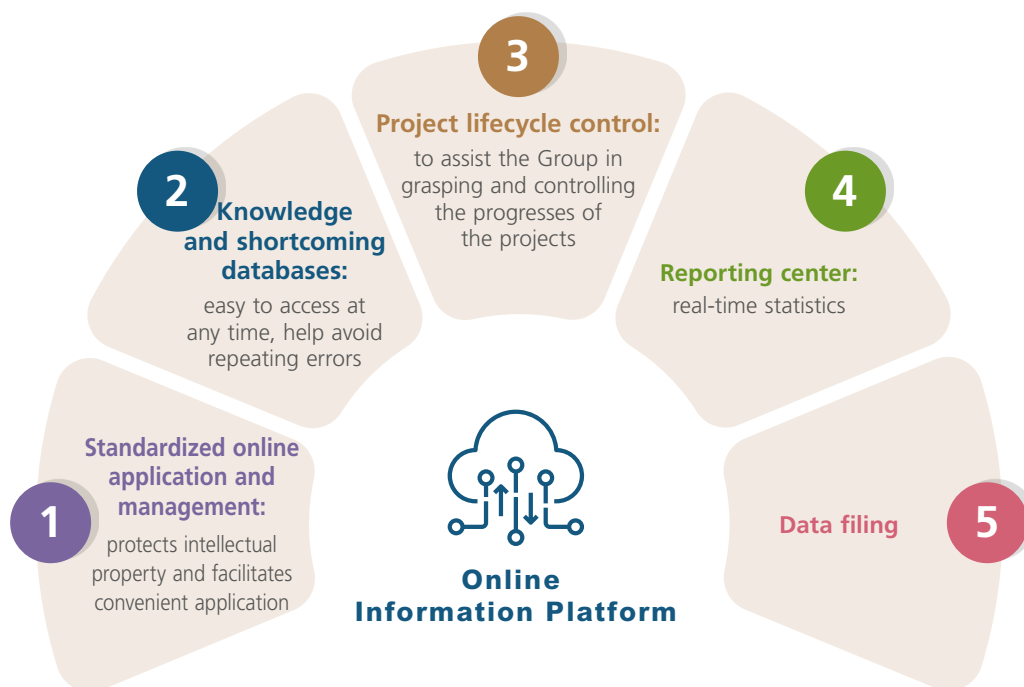 1
Standardized online
application and
management:
protects intellectual
property and facilitates
convenient application
2
Knowledge
and shortcoming
databases:
easy to access at
any time, help avoid
repeating errors
3
Project lifecycle control:
to assist the Group in
grasping and controlling
the progresses of
the projects
4
Reporting center:
real-time statistics
5
Data filing
Online
Information Platform